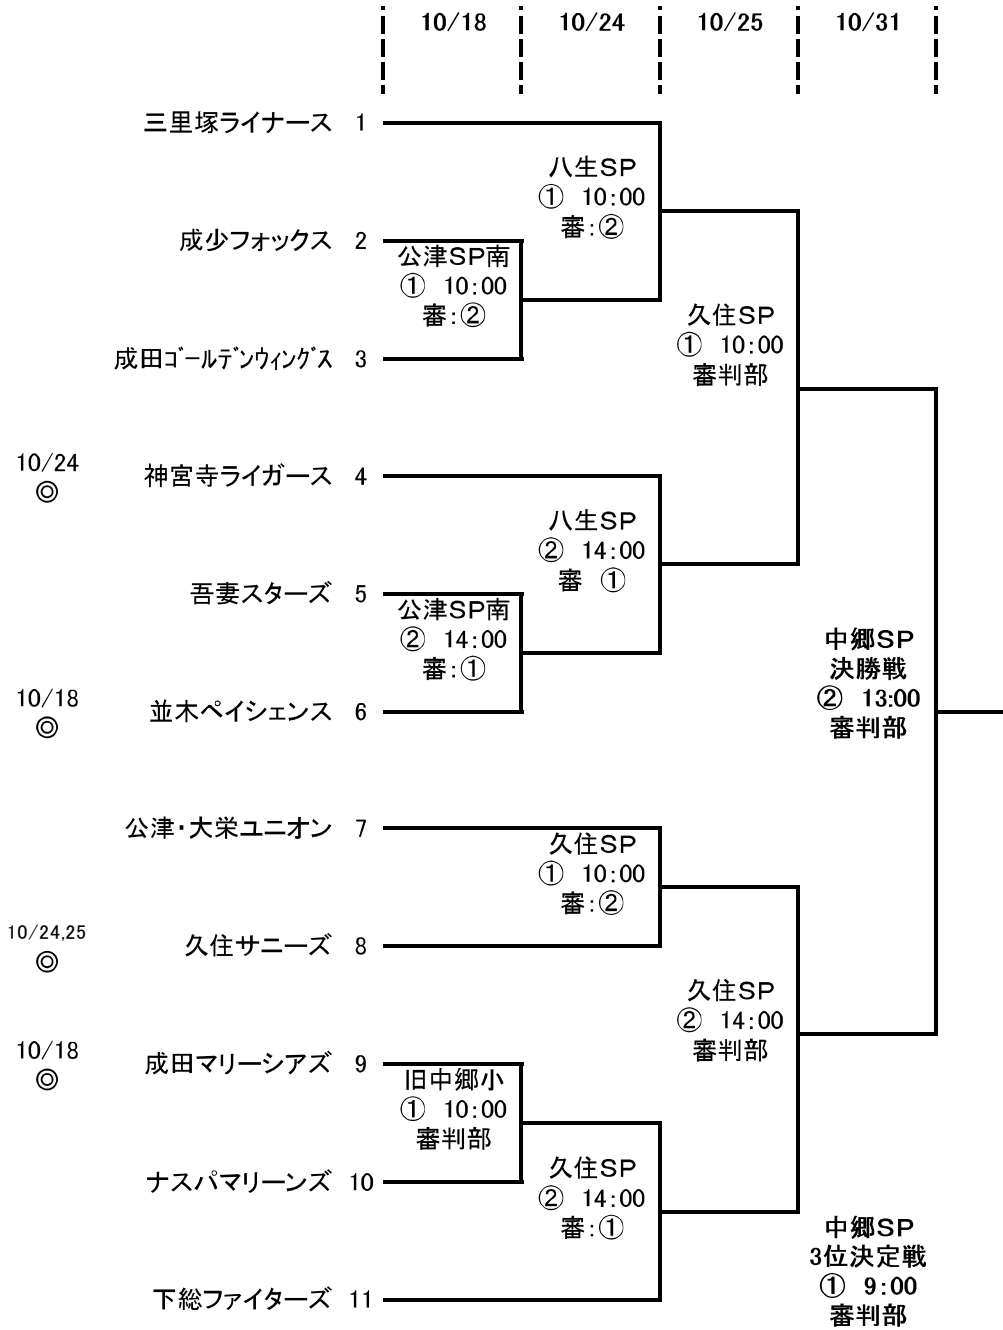 10/18 10/24 10/25 10/31
三里塚ライナース 1
八生SP
① 10:00
審:②
成少フォックス 2
公津SP南
① 10:00
審:②
久住SP
① 10:00
審判部
成田ゴールデンウィングス 3
10/24
◎
神宮寺ライガース 4
八生SP
② 14:00
審 ①
吾妻スターズ 5
公津SP南
② 14:00
審:①
中郷SP
決勝戦
② 13:00
審判部
10/18
◎
並木ペイシェンス 6
公津・大栄ユニオン 7
久住SP
① 10:00
審:②
10/24,25
◎
久住サニーズ 8
久住SP
② 14:00
審判部
10/18
◎
成田マリーシアズ 9
旧中郷小
① 10:00
審判部
ナスパマリーンズ 10
久住SP
② 14:00
審:①
中郷SP
3位決定戦
① 9:00
審判部
下総ファイターズ 11